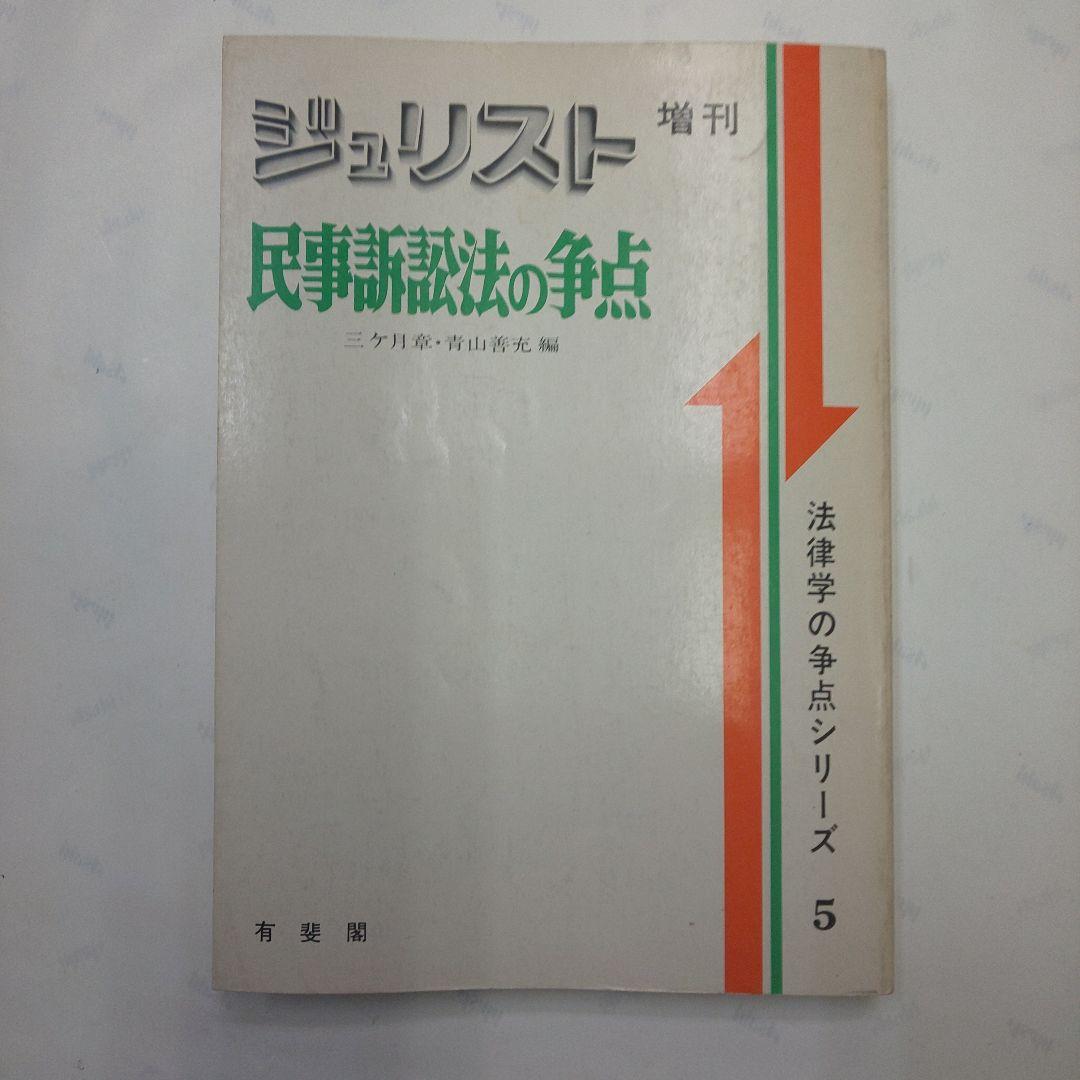 ジュリスト 増刊
民事訴訟法の争点
三ケ月章・青山善充編
法律学の争点シリーズ 5
有斐閣